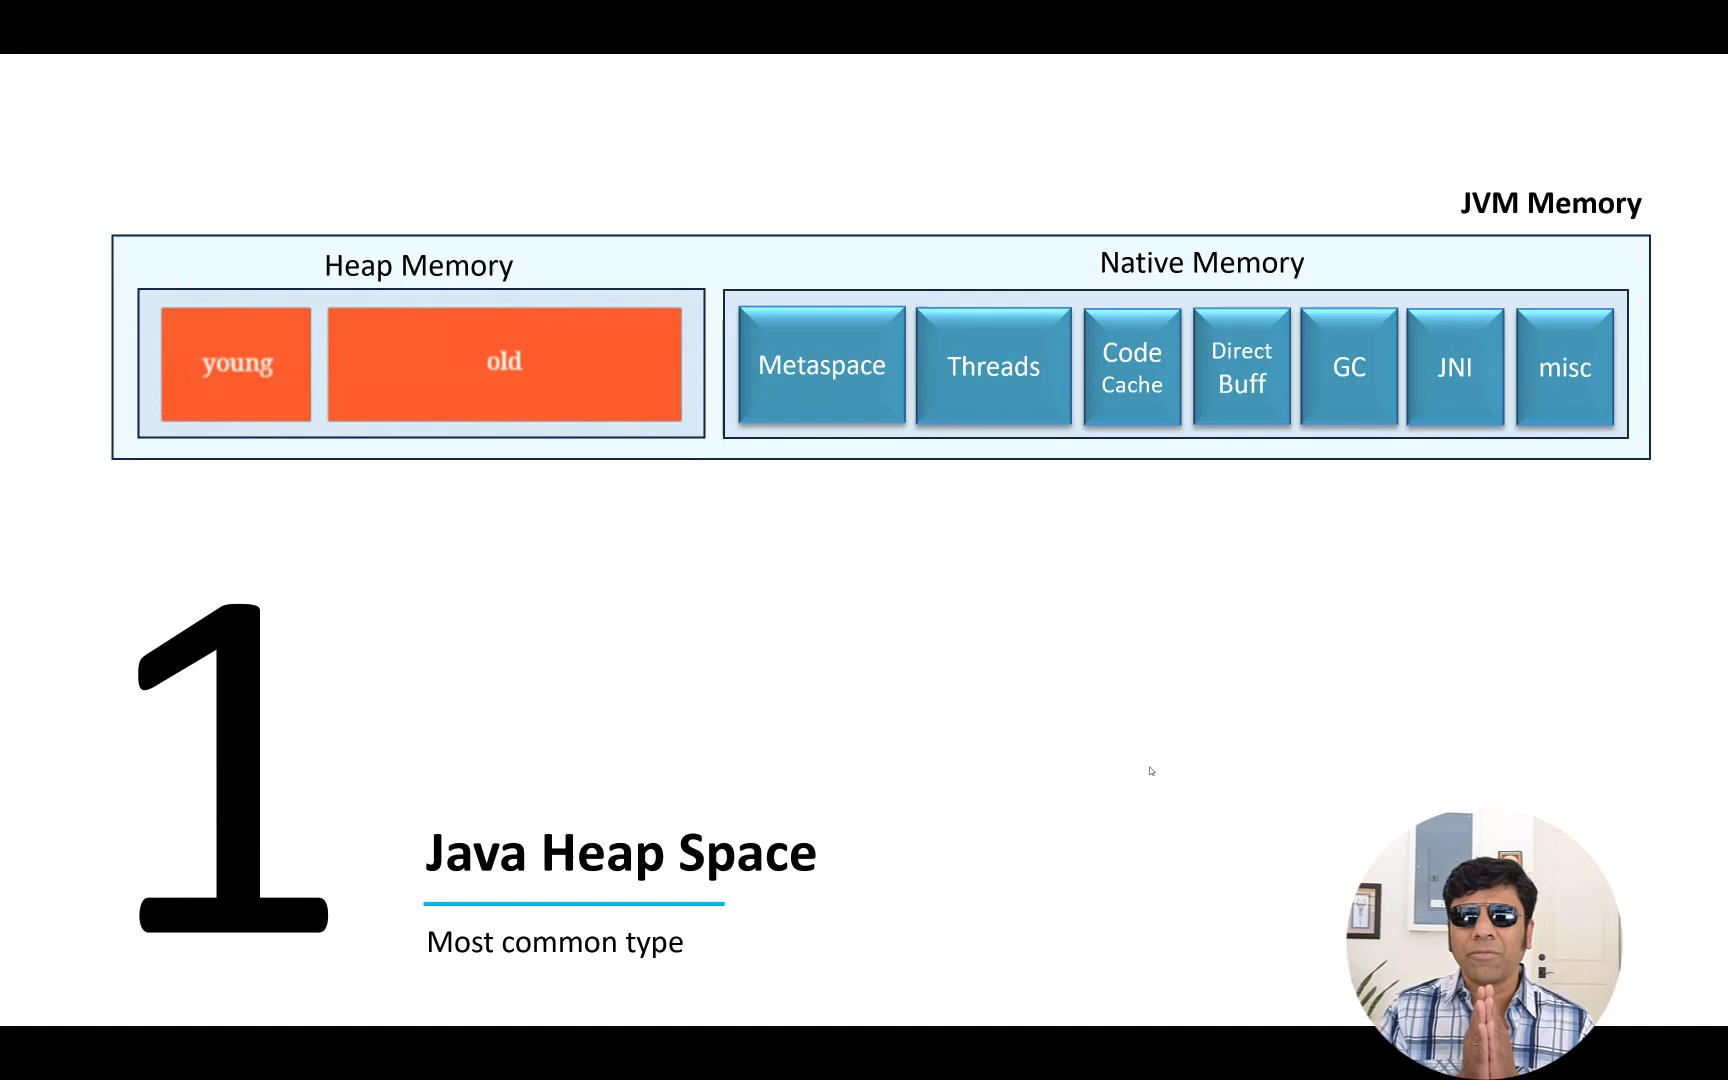 JVM Memory
Heap Memory
Native Memory
young
old
Metaspace
Threads
Code
Cache
Direct
Buff
GC
JNI
misc
1
Java Heap Space
Most common type